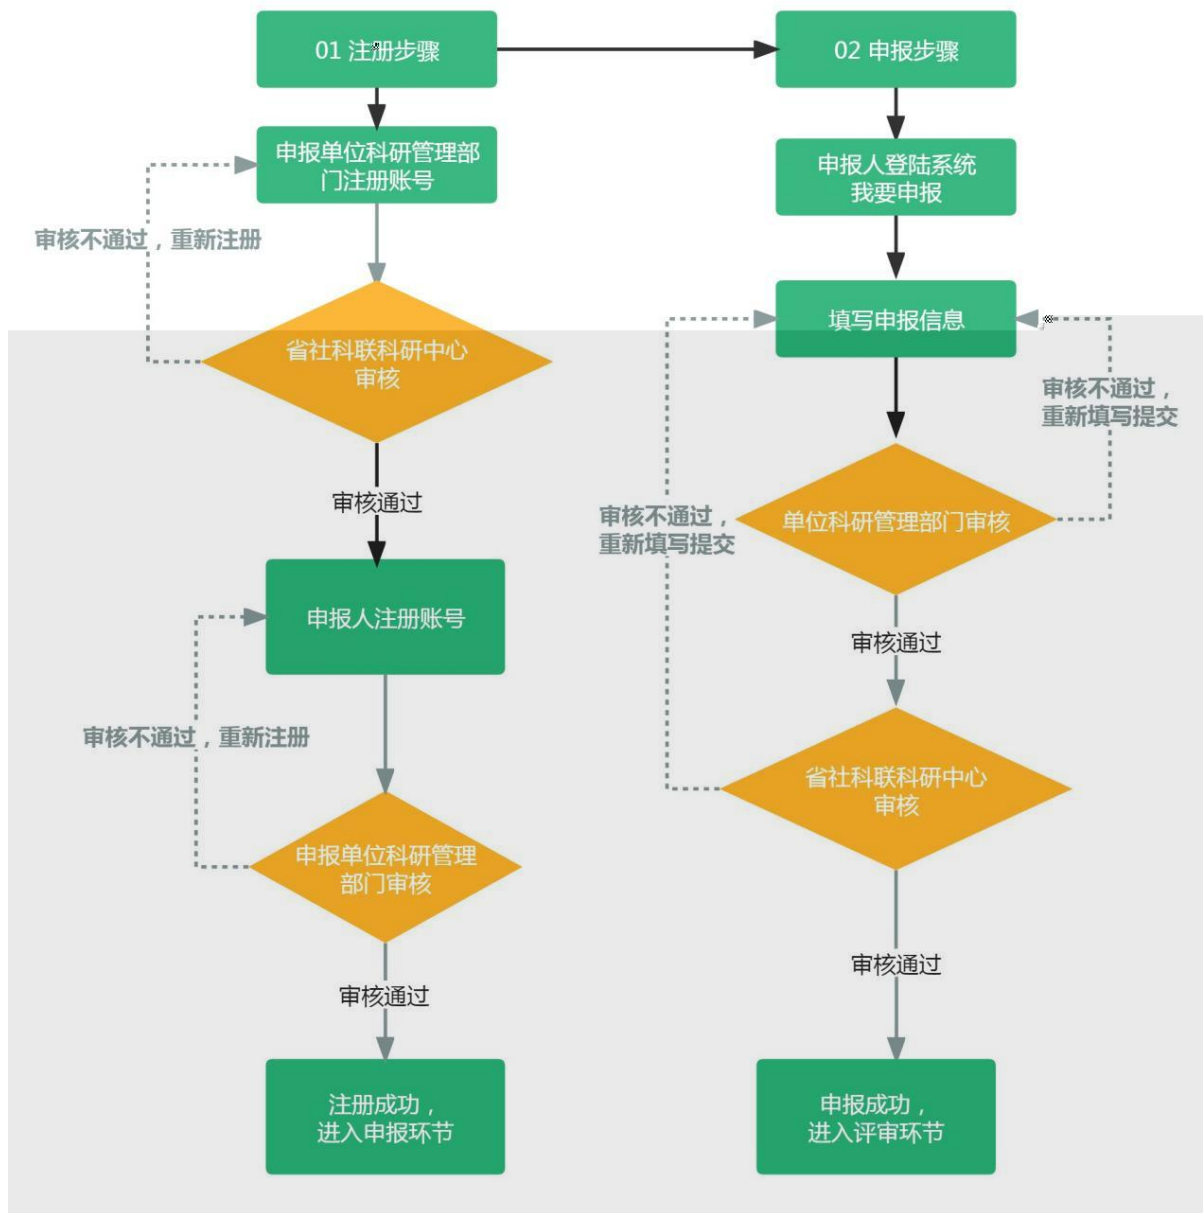 01 注册步骤
申报单位科研管理部
门注册账号
审核不通过，重新注册
省社科联科研中心
审核
审核通过
申报人注册账号
审核不通过，重新注册
申报单位科研管理
部门审核
审核通过
注册成功，
进入申报环节
02 申报步骤
申报人登陆系统
我要申报
填写申报信息
审核不通过，
重新填写提交
单位科研管理部门审核
审核不通过，
重新填写提交
审核通过
省社科联科研中心
审核
审核通过
申报成功，
进入评审环节